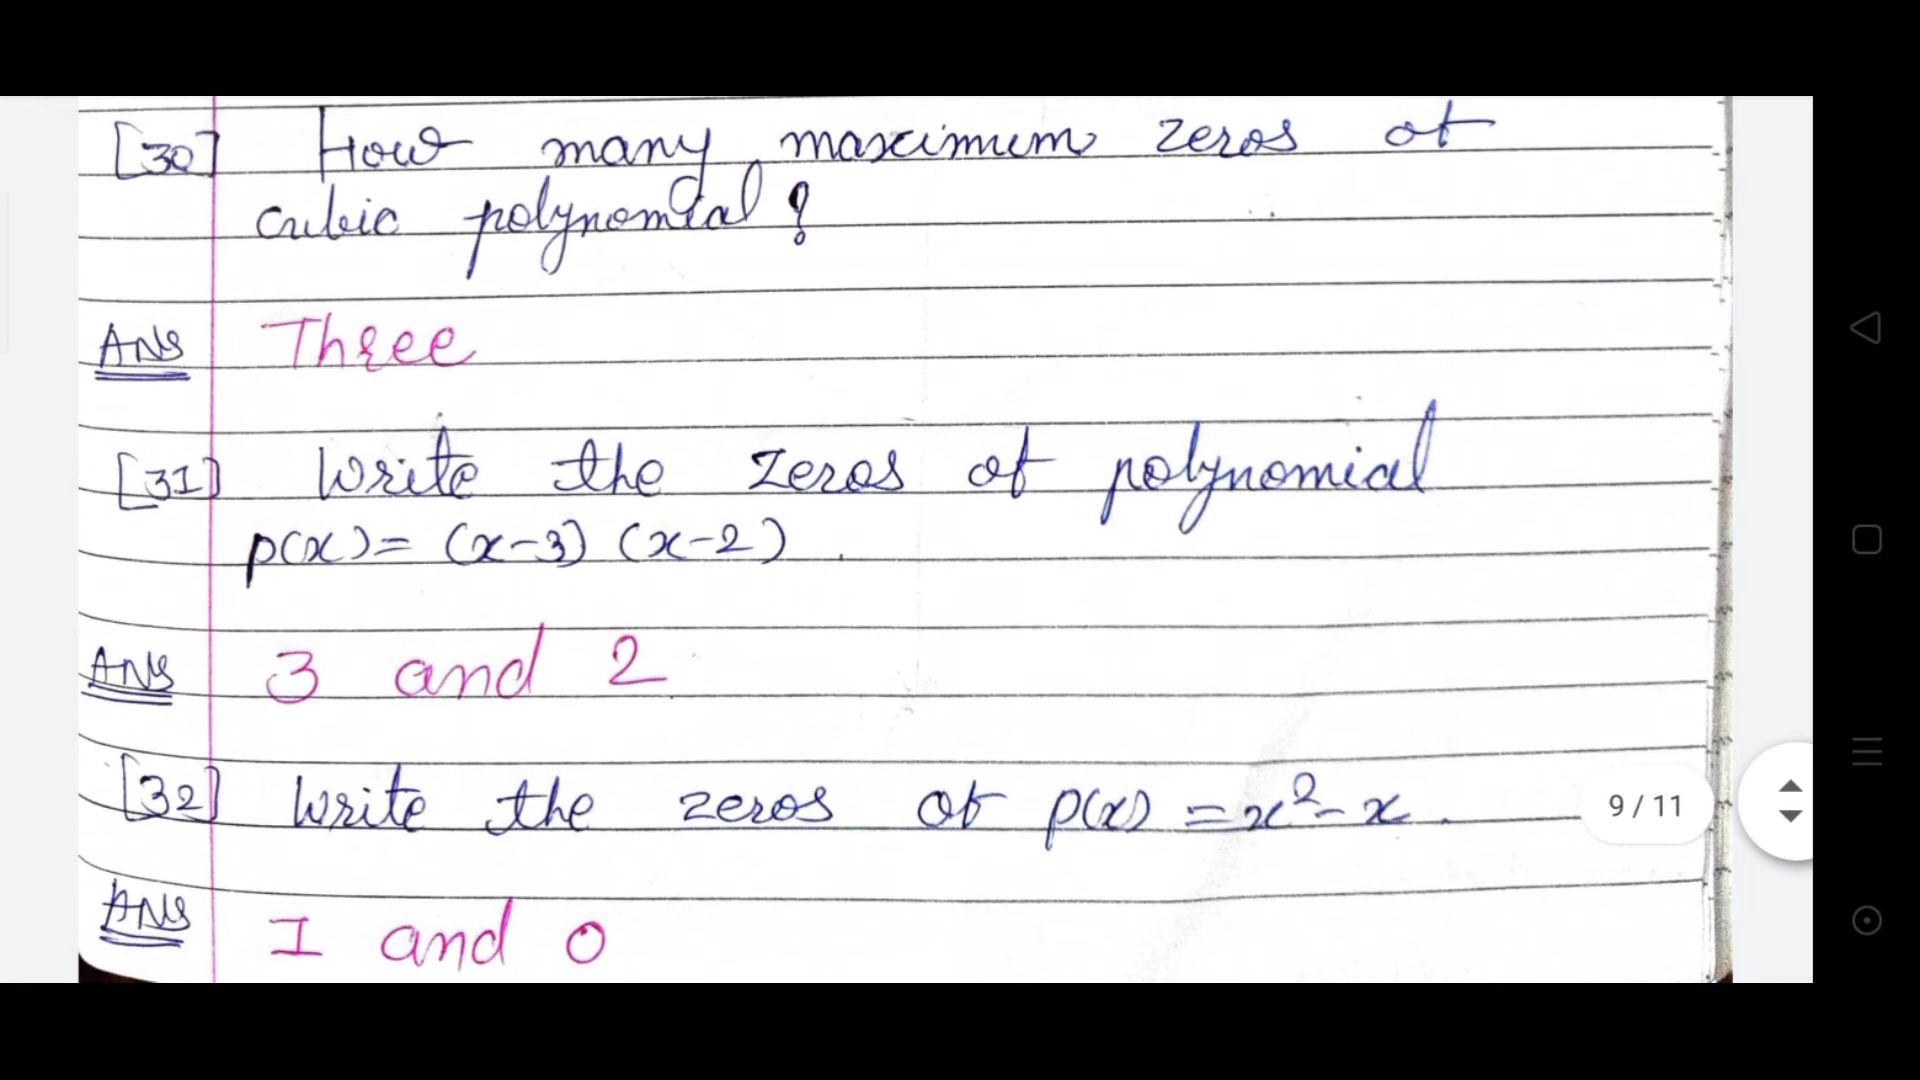 [30] How many maximum zeros of
cubic polynomial?
Ans Three
[31] Write the zeros of polynomial
p(x) = (x-3) (x-2).
Ans 3 and 2
[32] Write the zeros of p(x) = x² - x.
9 / 11
Ans 1 and 0